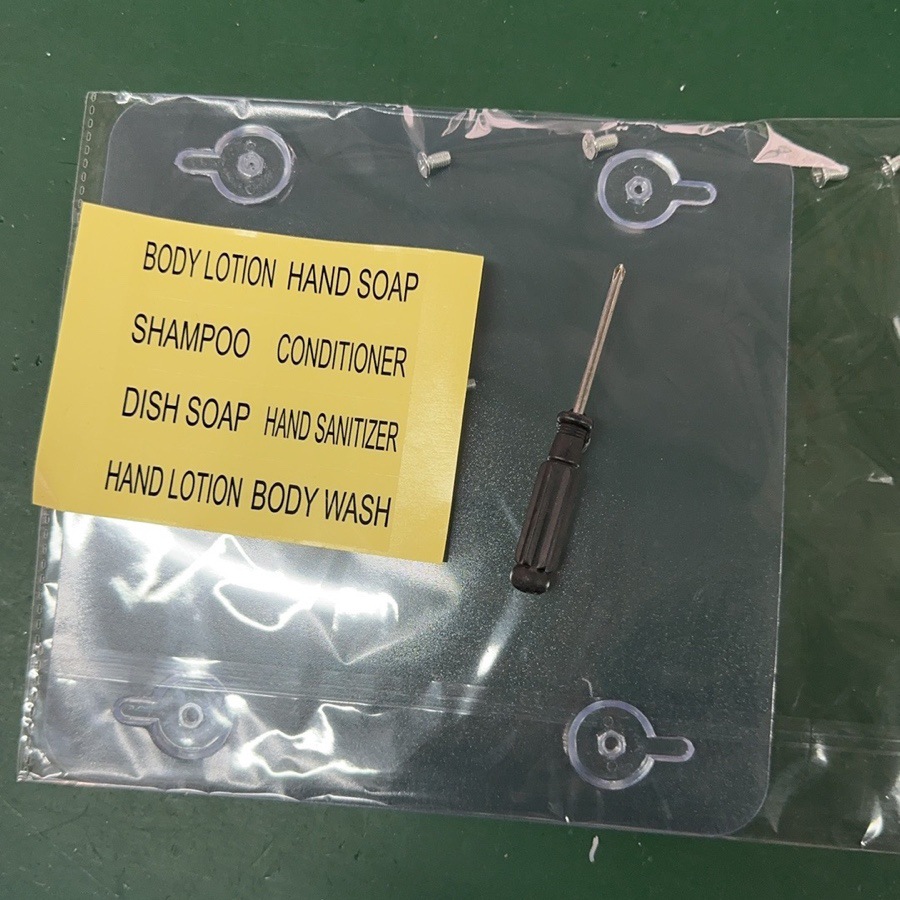 BODY LOTION HAND SOAP
SHAMPOO CONDITIONER
DISH SOAP HAND SANITIZER
HAND LOTION BODY WASH